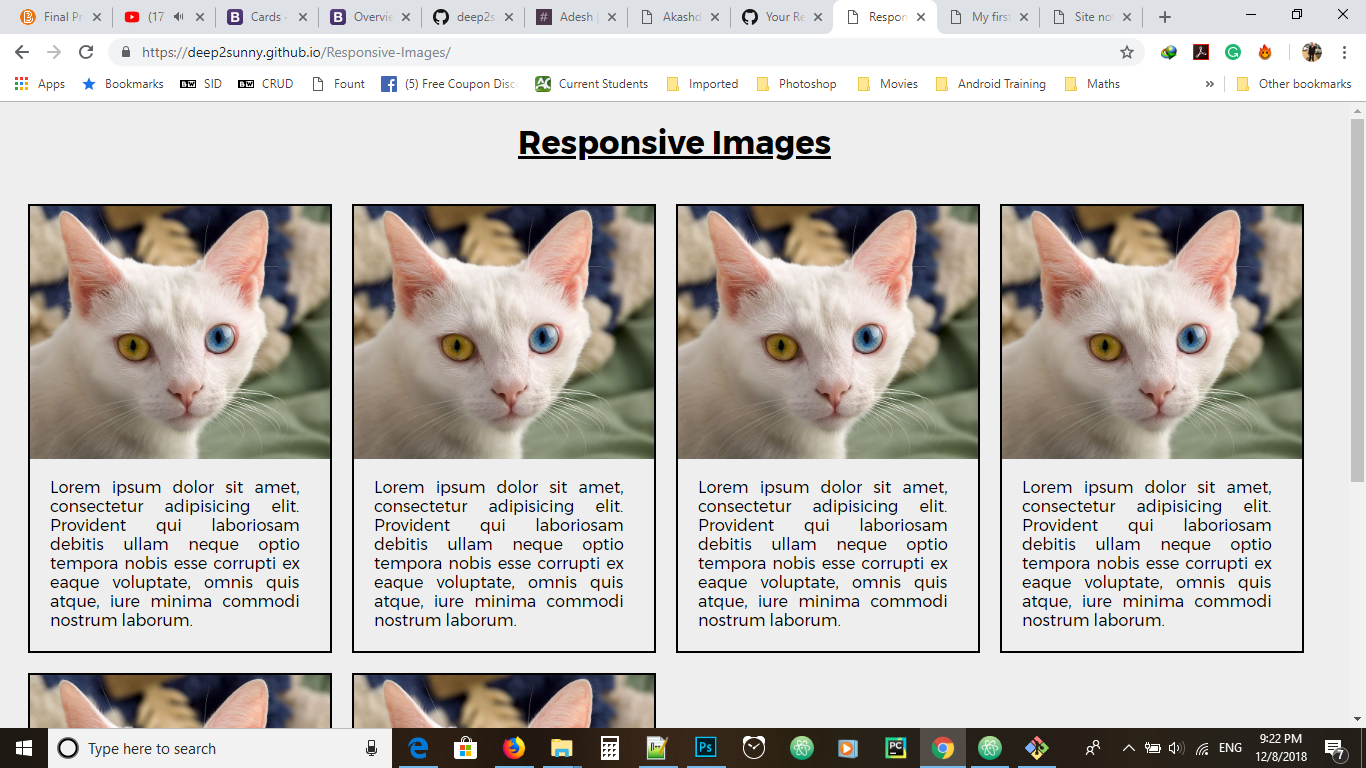 Final Pr
(17
Cards -
Overvie
deep2s
Adesh |
Akashd
Your Re
Respon
My first
Site not
https://deep2sunny.github.io/Responsive-Images/
Apps
Bookmarks
SID
CRUD
Fount
(5) Free Coupon Disc
Current Students
Imported
Photoshop
Movies
Android Training
Maths
»
Other bookmarks
Responsive Images
Lorem ipsum dolor sit amet,
consectetur adipisicing elit.
Provident qui laboriosam
debitis ullam neque optio
tempora nobis esse corrupti ex
eaque voluptate, omnis quis
atque, iure minima commodi
nostrum laborum.
Lorem ipsum dolor sit amet,
consectetur adipisicing elit.
Provident qui laboriosam
debitis ullam neque optio
tempora nobis esse corrupti ex
eaque voluptate, omnis quis
atque, iure minima commodi
nostrum laborum.
Lorem ipsum dolor sit amet,
consectetur adipisicing elit.
Provident qui laboriosam
debitis ullam neque optio
tempora nobis esse corrupti ex
eaque voluptate, omnis quis
atque, iure minima commodi
nostrum laborum.
Lorem ipsum dolor sit amet,
consectetur adipisicing elit.
Provident qui laboriosam
debitis ullam neque optio
tempora nobis esse corrupti ex
eaque voluptate, omnis quis
atque, iure minima commodi
nostrum laborum.
Type here to search
Ps
PC
ENG
9:22 PM
12/8/2018
7